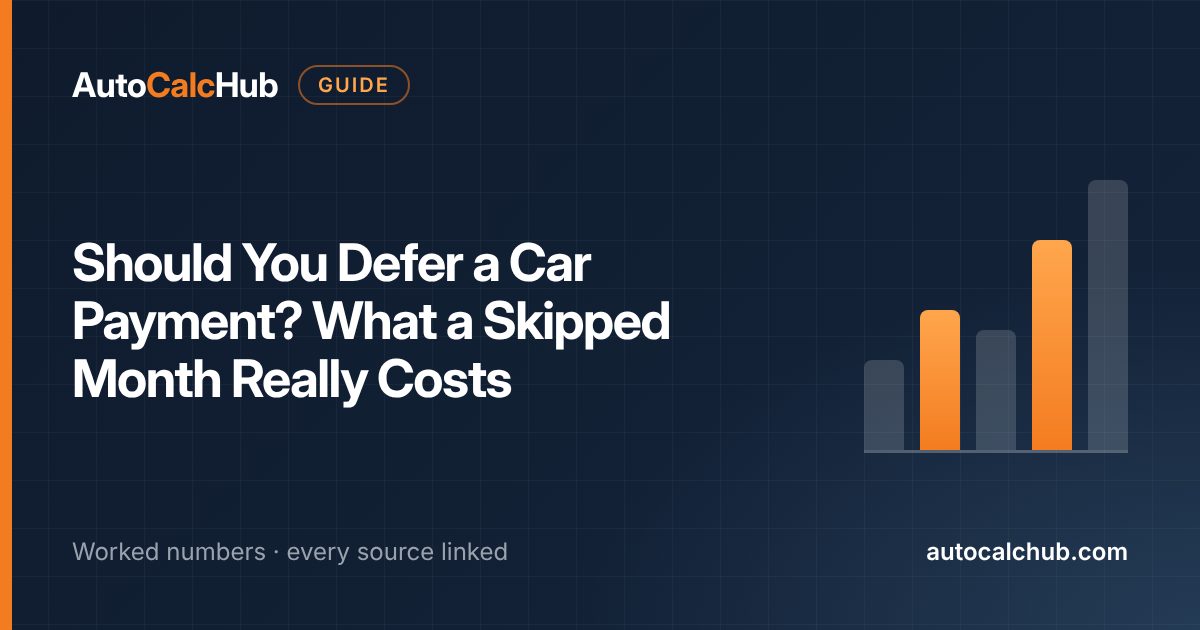 AutoCalcHub
GUIDE
Should You Defer a Car
Payment? What a Skipped
Month Really Costs
Worked numbers · every source linked
autocalchub.com